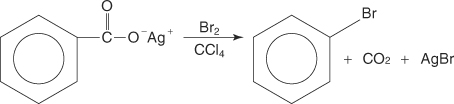 O
C–O⁻Ag⁺
Br₂
CCl₄
Br
+ CO₂ + AgBr